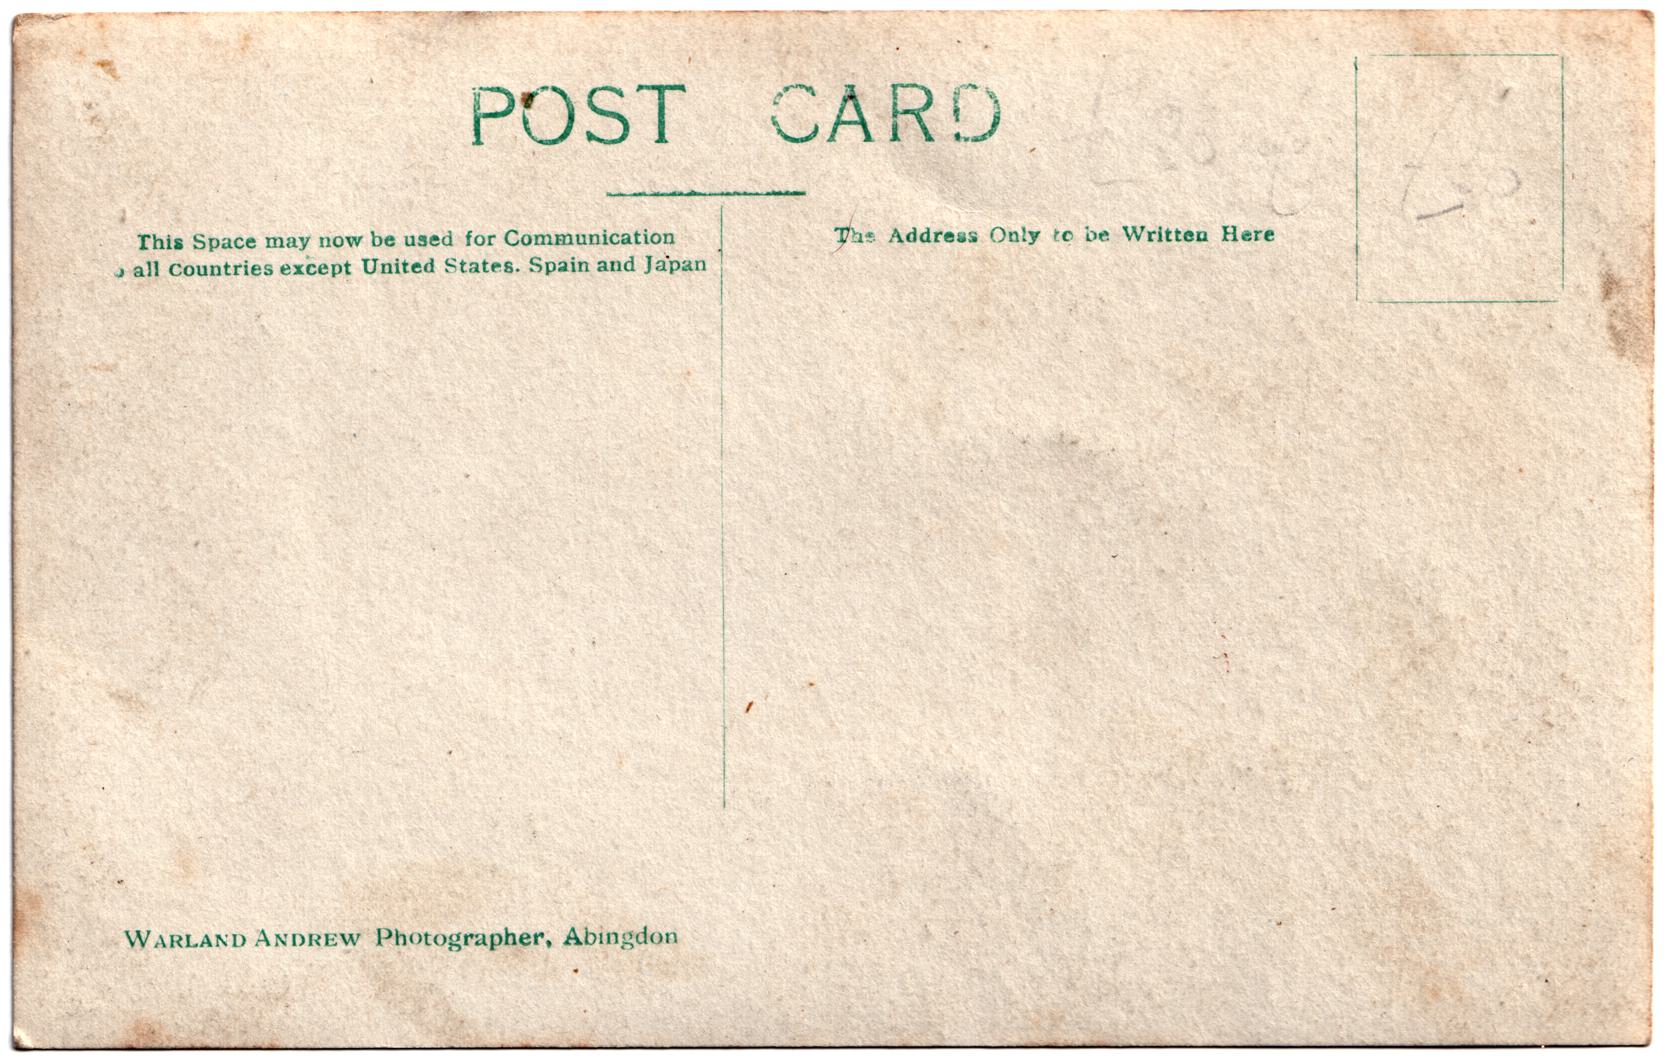 POST CARD
This Space may now be used for Communication
all Countries except United States. Spain and Japan
The Address Only to be Written Here
WARLAND ANDREW Photographer, Abingdon